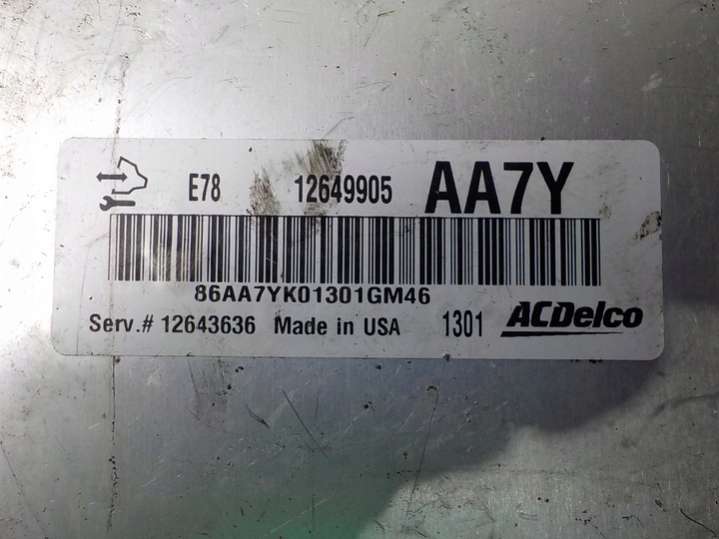 E78 12649905 AA7Y
86AA7YK01301GM46
Serv.# 12643636 Made in USA 1301 ACDelco